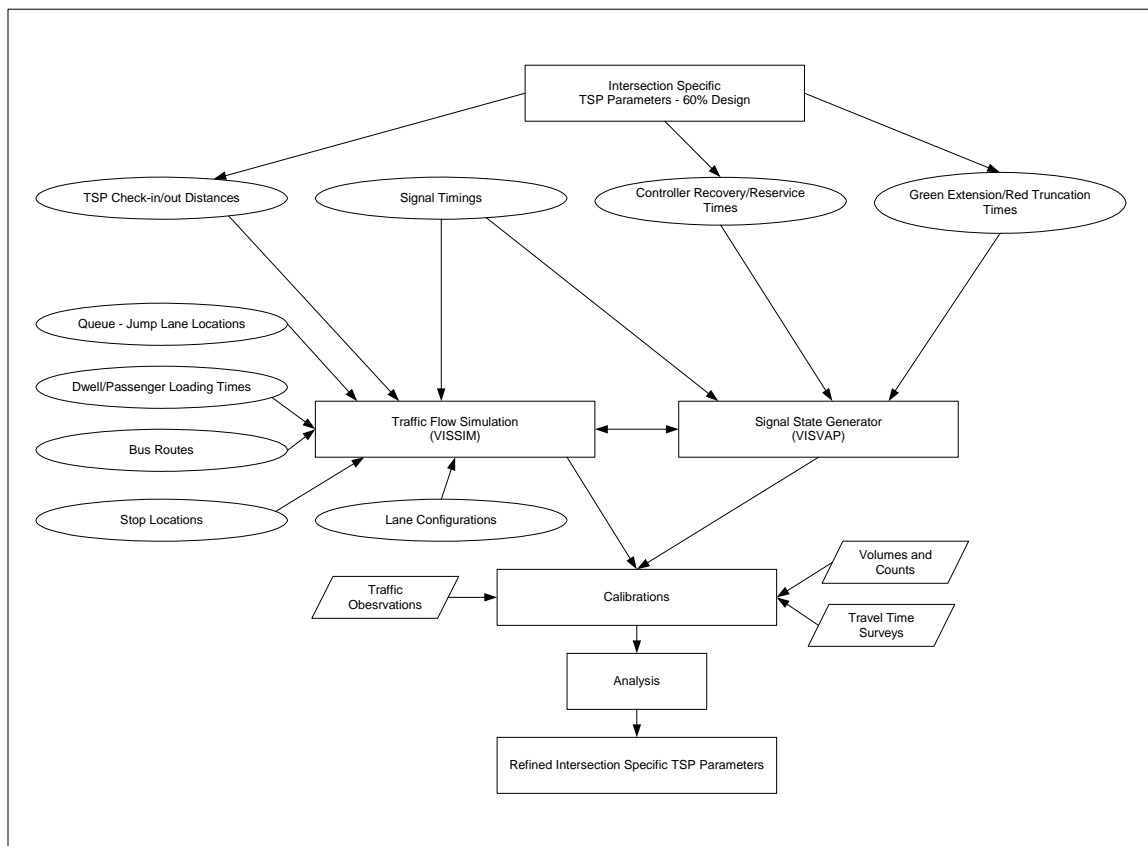 Intersection Specific
TSP Parameters - 60% Design
TSP Check-in/out Distances
Signal Timings
Controller Recovery/Reservice
Times
Green Extension/Red Truncation
Times
Queue - Jump Lane Locations
Dwell/Passenger Loading Times
Bus Routes
Stop Locations
Traffic Flow Simulation
(VISSIM)
Signal State Generator
(VISVAP)
Lane Configurations
Traffic
Obesrvations
Calibrations
Volumes and
Counts
Travel Time
Surveys
Analysis
Refined Intersection Specific TSP Parameters